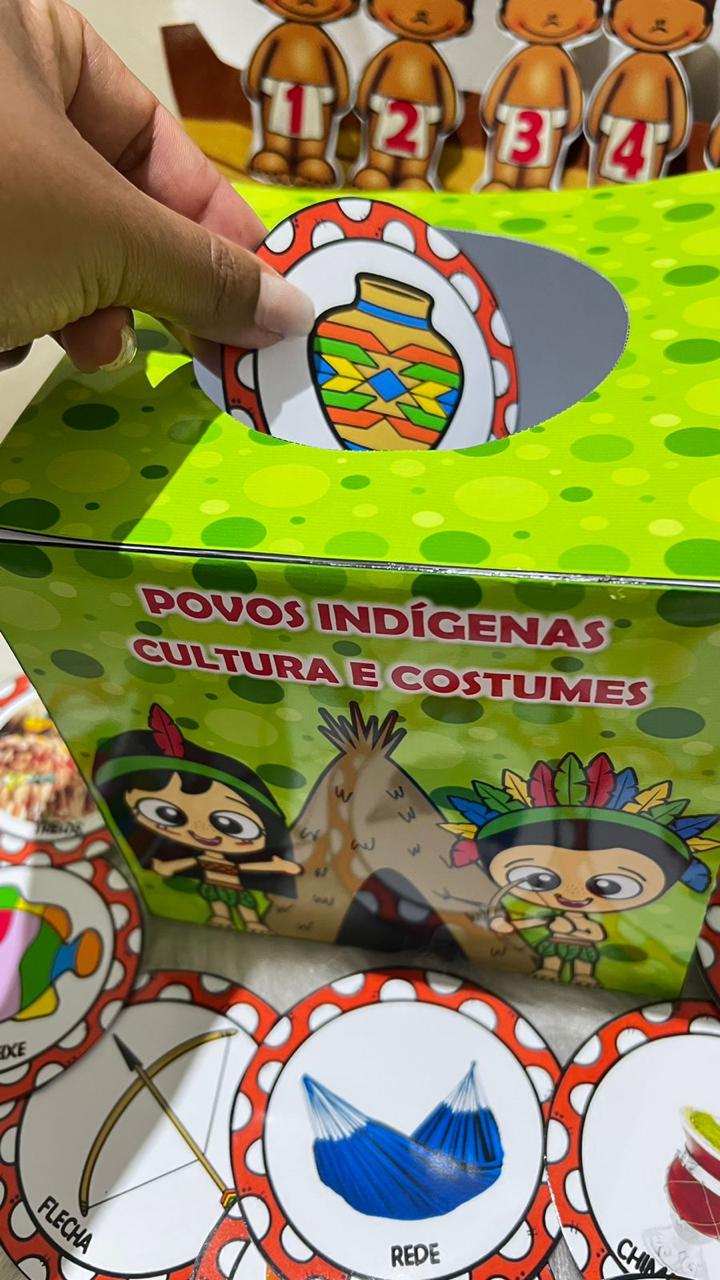 1 2 3 4
POVOS INDÍGENAS
CULTURA E COSTUMES
FLECHA
REDE